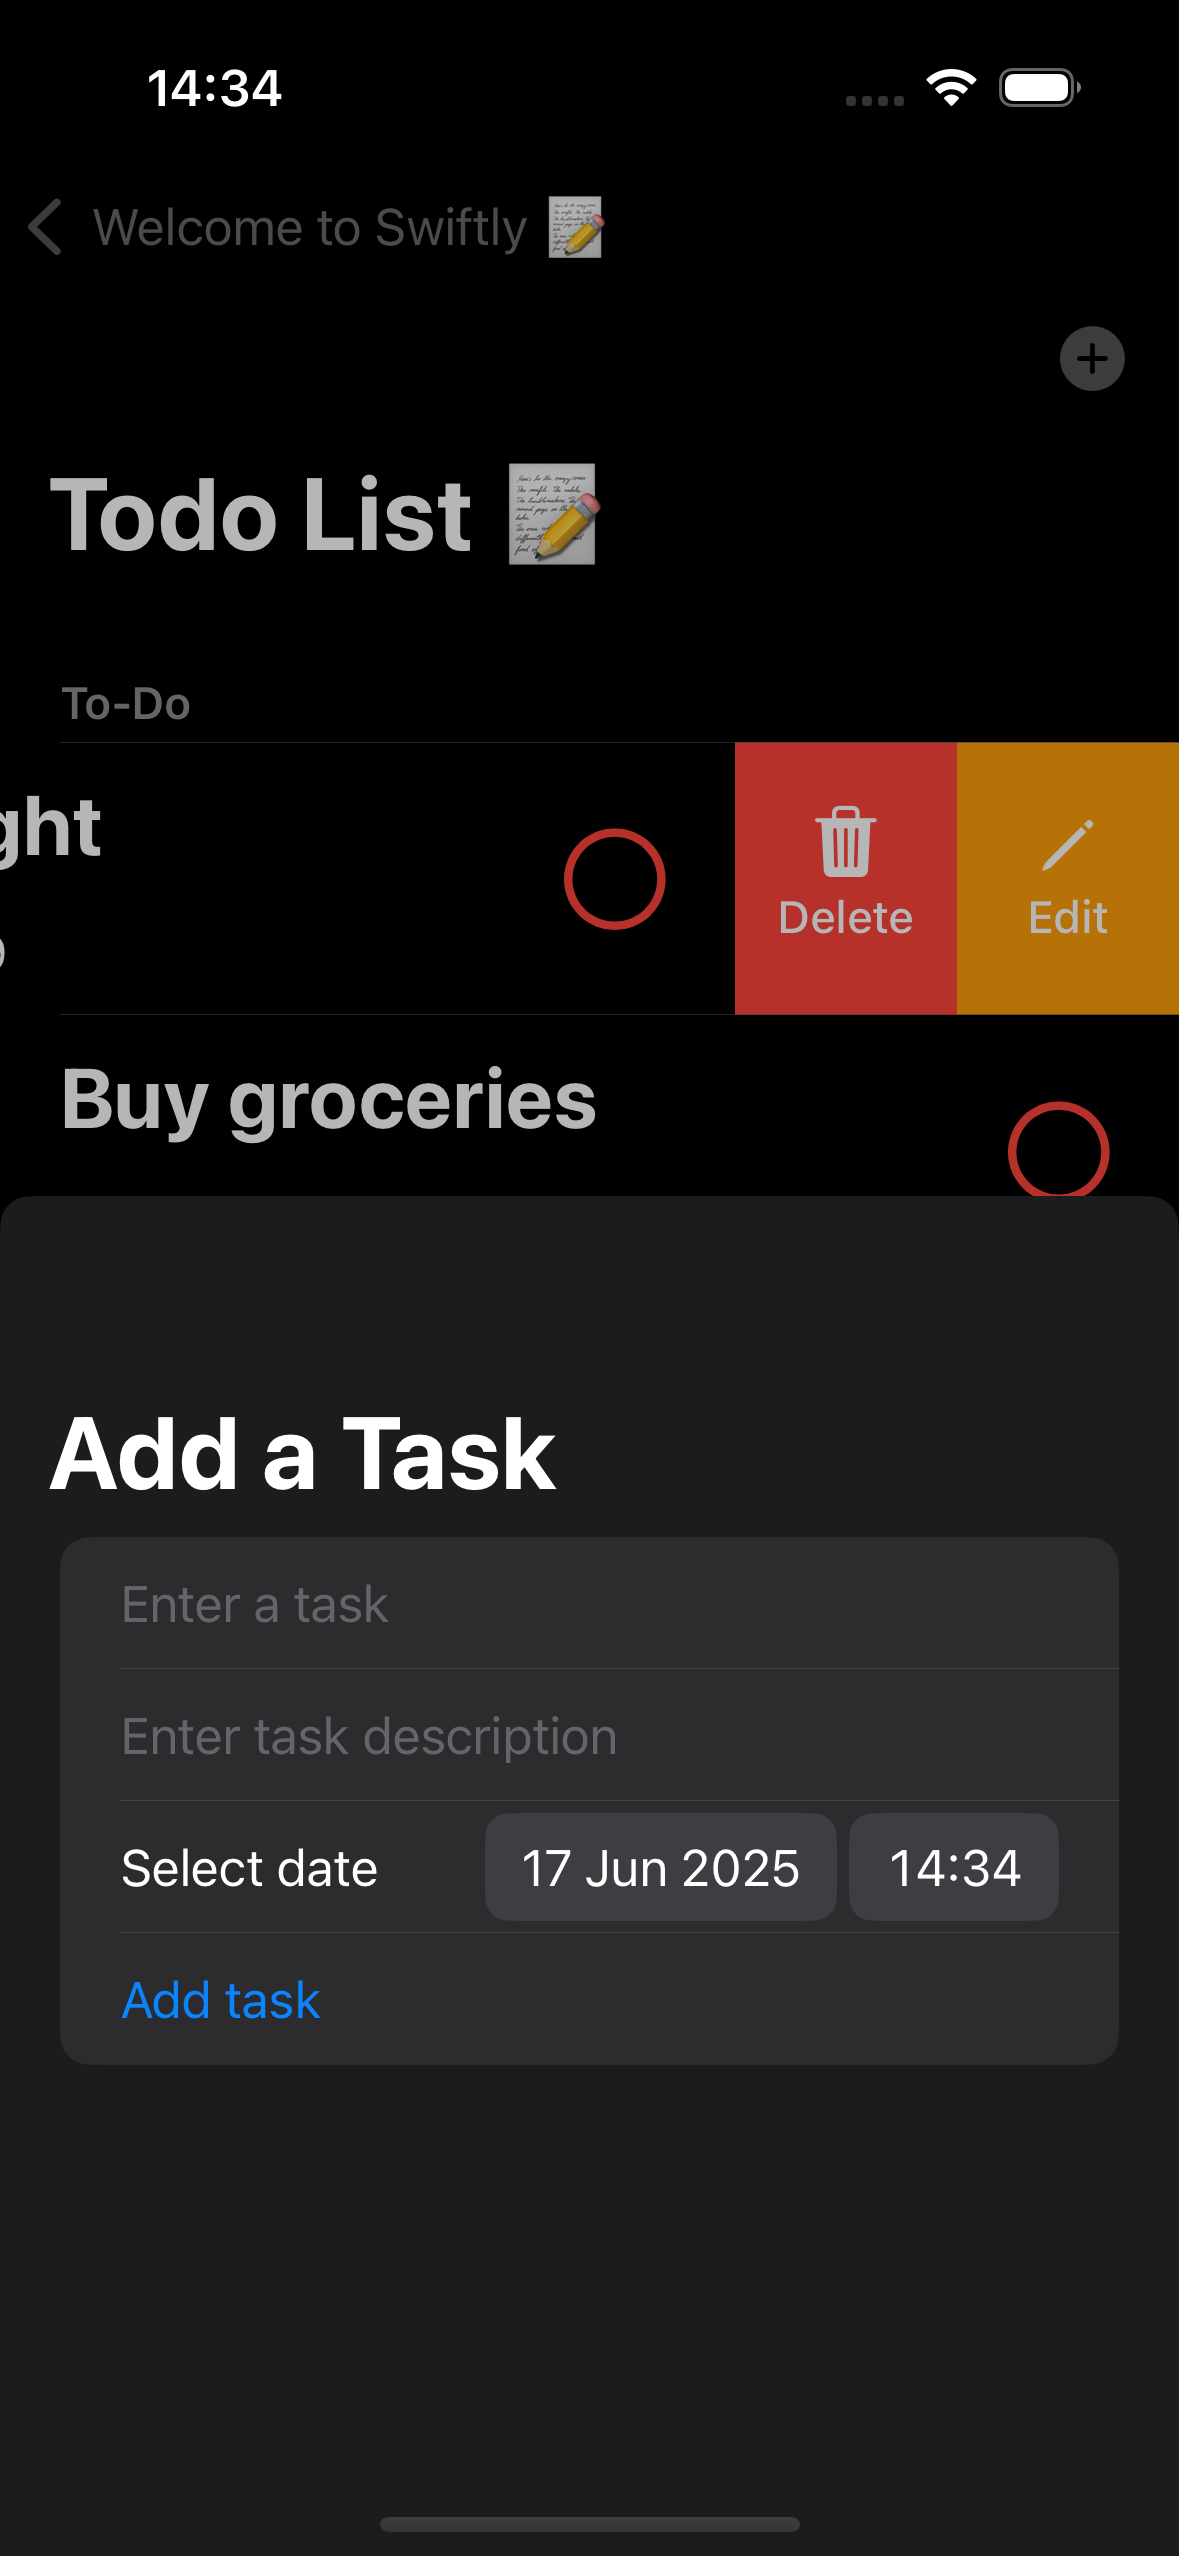 14:34
Welcome to Swiftly
Todo List
To-Do
ght
Delete
Edit
Buy groceries
Add a Task
Enter a task
Enter task description
Select date 17 Jun 2025 14:34
Add task